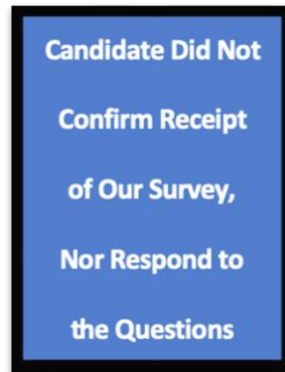 Candidate Did Not
Confirm Receipt
of Our Survey,
Nor Respond to
the Questions